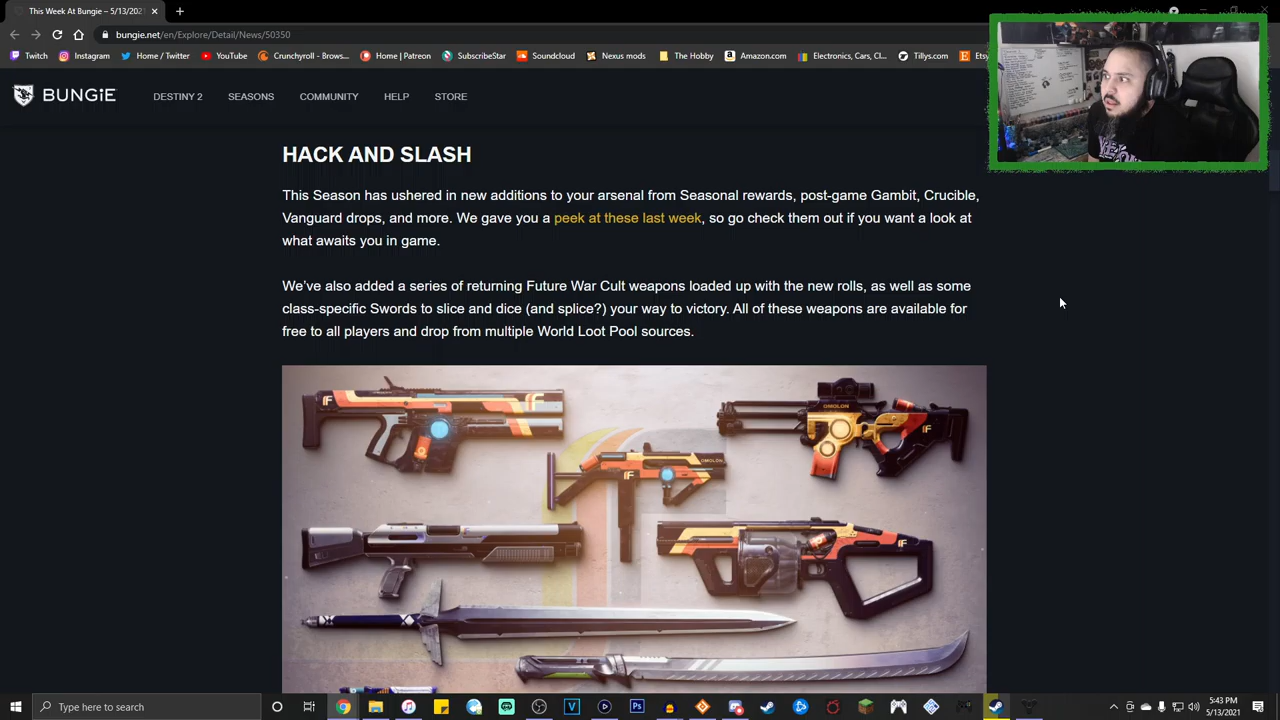 This Week At Bungie – 5/13/2021
bungie.net/en/Explore/Detail/News/50350
Twitch Instagram Home / Twitter YouTube Crunchyroll - Brows... Home | Patreon SubscribeStar Soundcloud Nexus mods The Hobby Amazon.com Electronics, Cars, Cl... Tillys.com Ets
BUNGiE DESTINY 2 SEASONS COMMUNITY HELP STORE
HACK AND SLASH
This Season has ushered in new additions to your arsenal from Seasonal rewards, post-game Gambit, Crucible,
Vanguard drops, and more. We gave you a peek at these last week, so go check them out if you want a look at
what awaits you in game.
We've also added a series of returning Future War Cult weapons loaded up with the new rolls, as well as some
class-specific Swords to slice and dice (and splice?) your way to victory. All of these weapons are available for
free to all players and drop from multiple World Loot Pool sources.
OMOLON
OMOLON
Type here to search
5:43 PM
5/13/2021